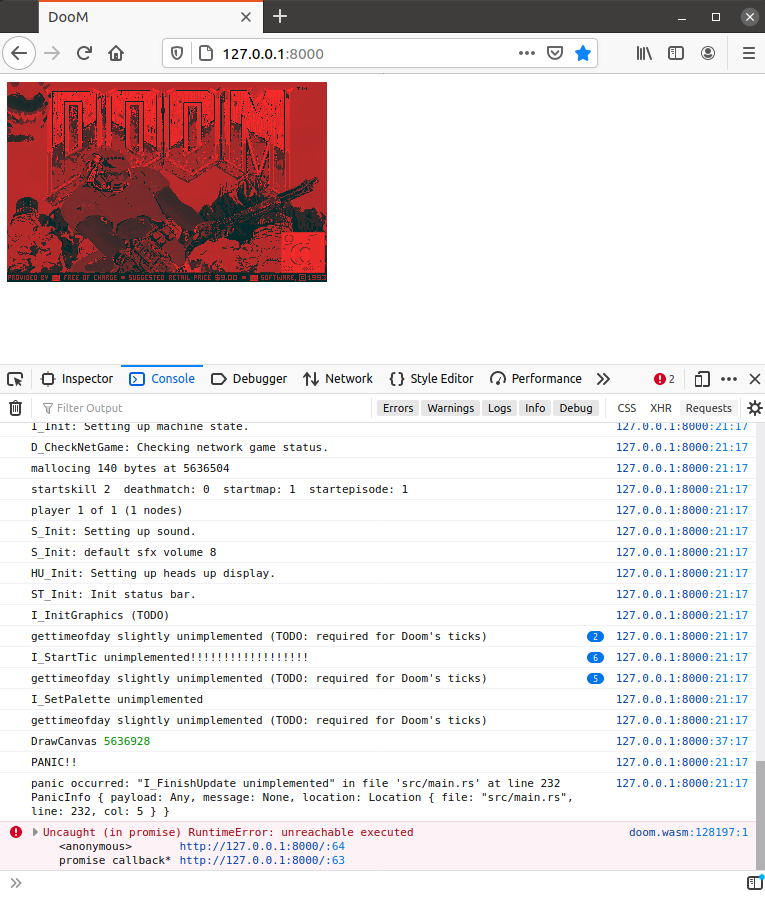 DooM
127.0.0.1:8000
DOOM
PROVIDED BY id FREE OF CHARGE SUGGESTED RETAIL PRICE $9.00 id SOFTWARE, © 1993
Inspector Console Debugger Network Style Editor Performance 2
Filter Output Errors Warnings Logs Info Debug CSS XHR Requests
I_Init: Setting up machine state. 127.0.0.1:8000:21:17
D_CheckNetGame: Checking network game status. 127.0.0.1:8000:21:17
mallocing 140 bytes at 5636504 127.0.0.1:8000:21:17
startskill 2  deathmatch: 0  startmap: 1  startepisode: 1 127.0.0.1:8000:21:17
player 1 of 1 (1 nodes) 127.0.0.1:8000:21:17
S_Init: Setting up sound. 127.0.0.1:8000:21:17
S_Init: default sfx volume 8 127.0.0.1:8000:21:17
HU_Init: Setting up heads up display. 127.0.0.1:8000:21:17
ST_Init: Init status bar. 127.0.0.1:8000:21:17
I_InitGraphics (TODO) 127.0.0.1:8000:21:17
gettimeofday slightly unimplemented (TODO: required for Doom's ticks) 2 127.0.0.1:8000:21:17
I_StartTic unimplemented!!!!!!!!!!!!!!!!!! 6 127.0.0.1:8000:21:17
gettimeofday slightly unimplemented (TODO: required for Doom's ticks) 5 127.0.0.1:8000:21:17
I_SetPalette unimplemented 127.0.0.1:8000:21:17
gettimeofday slightly unimplemented (TODO: required for Doom's ticks) 127.0.0.1:8000:21:17
DrawCanvas 5636928 127.0.0.1:8000:37:17
PANIC!! 127.0.0.1:8000:21:17
panic occurred: "I_FinishUpdate unimplemented" in file 'src/main.rs' at line 232 127.0.0.1:8000:21:17
PanicInfo { payload: Any, message: None, location: Location { file: "src/main.rs",
line: 232, col: 5 } }
Uncaught (in promise) RuntimeError: unreachable executed doom.wasm:128197:1
<anonymous> http://127.0.0.1:8000/:64
promise callback* http://127.0.0.1:8000/:63